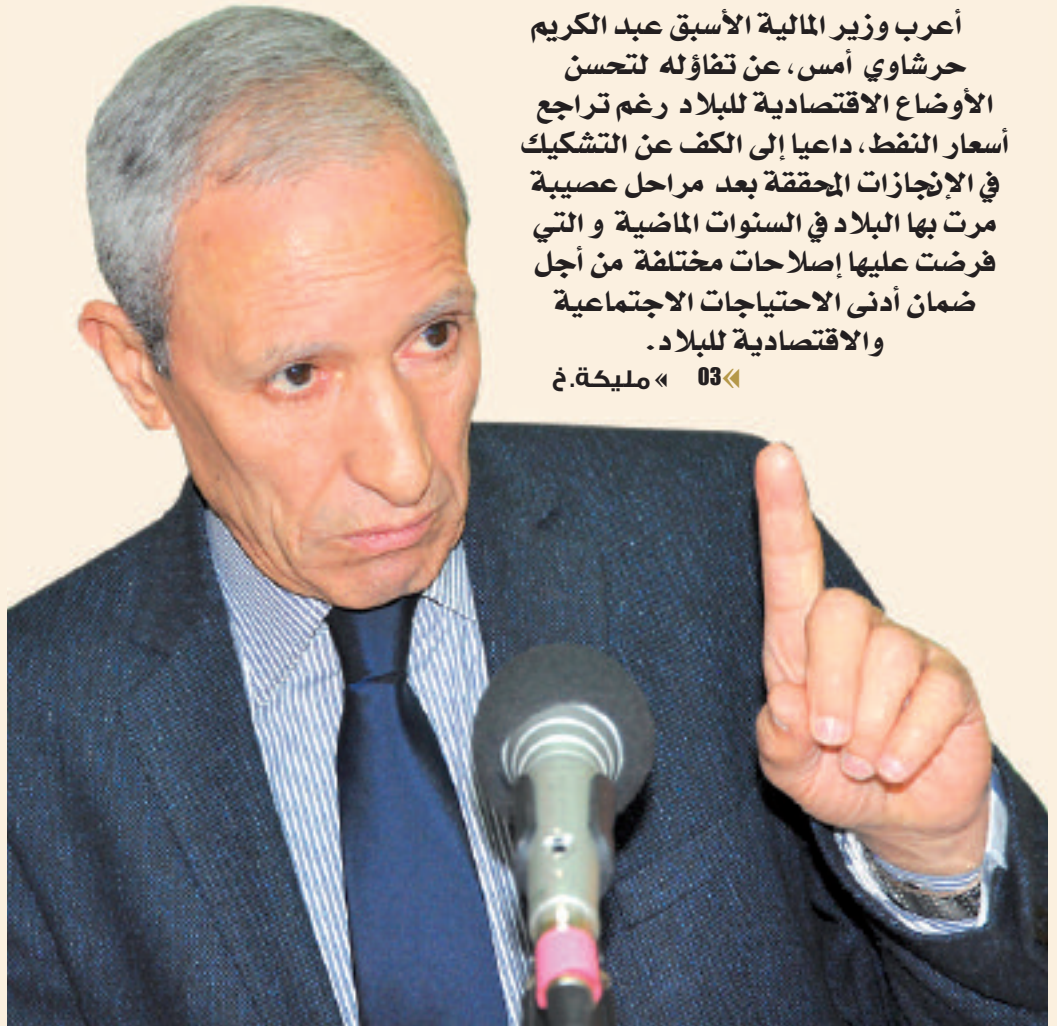 أعرب وزير المالية الأسبق عبد الكريم
حرشاوي أمس، عن تفاؤله لتحسن
الأوضاع الاقتصادية للبلاد رغم تراجع
أسعار النفط، داعيا إلى الكف عن التشكيك
في الإنجازات المحققة بعد مراحل عصيبة
مرت بها البلاد في السنوات الماضية و التي
فرضت عليها إصلاحات مختلفة من أجل
ضمان أدنى الاحتياجات الاجتماعية
والاقتصادية للبلاد.
«03 » مليكة.خ